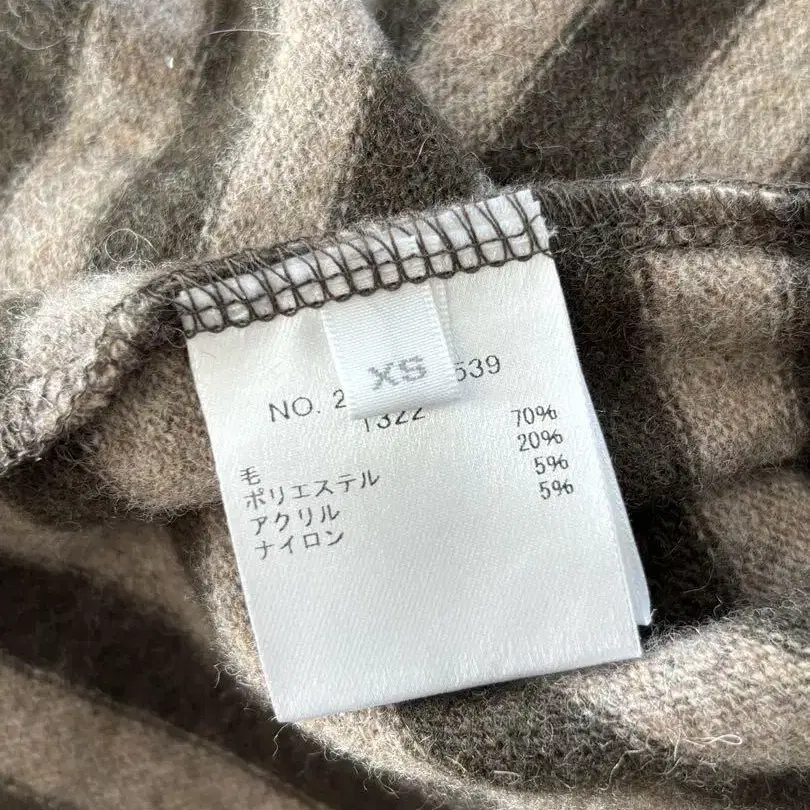 XS
NO. 2 539
1322
毛 70%
ポリエステル 20%
アクリル 5%
ナイロン 5%